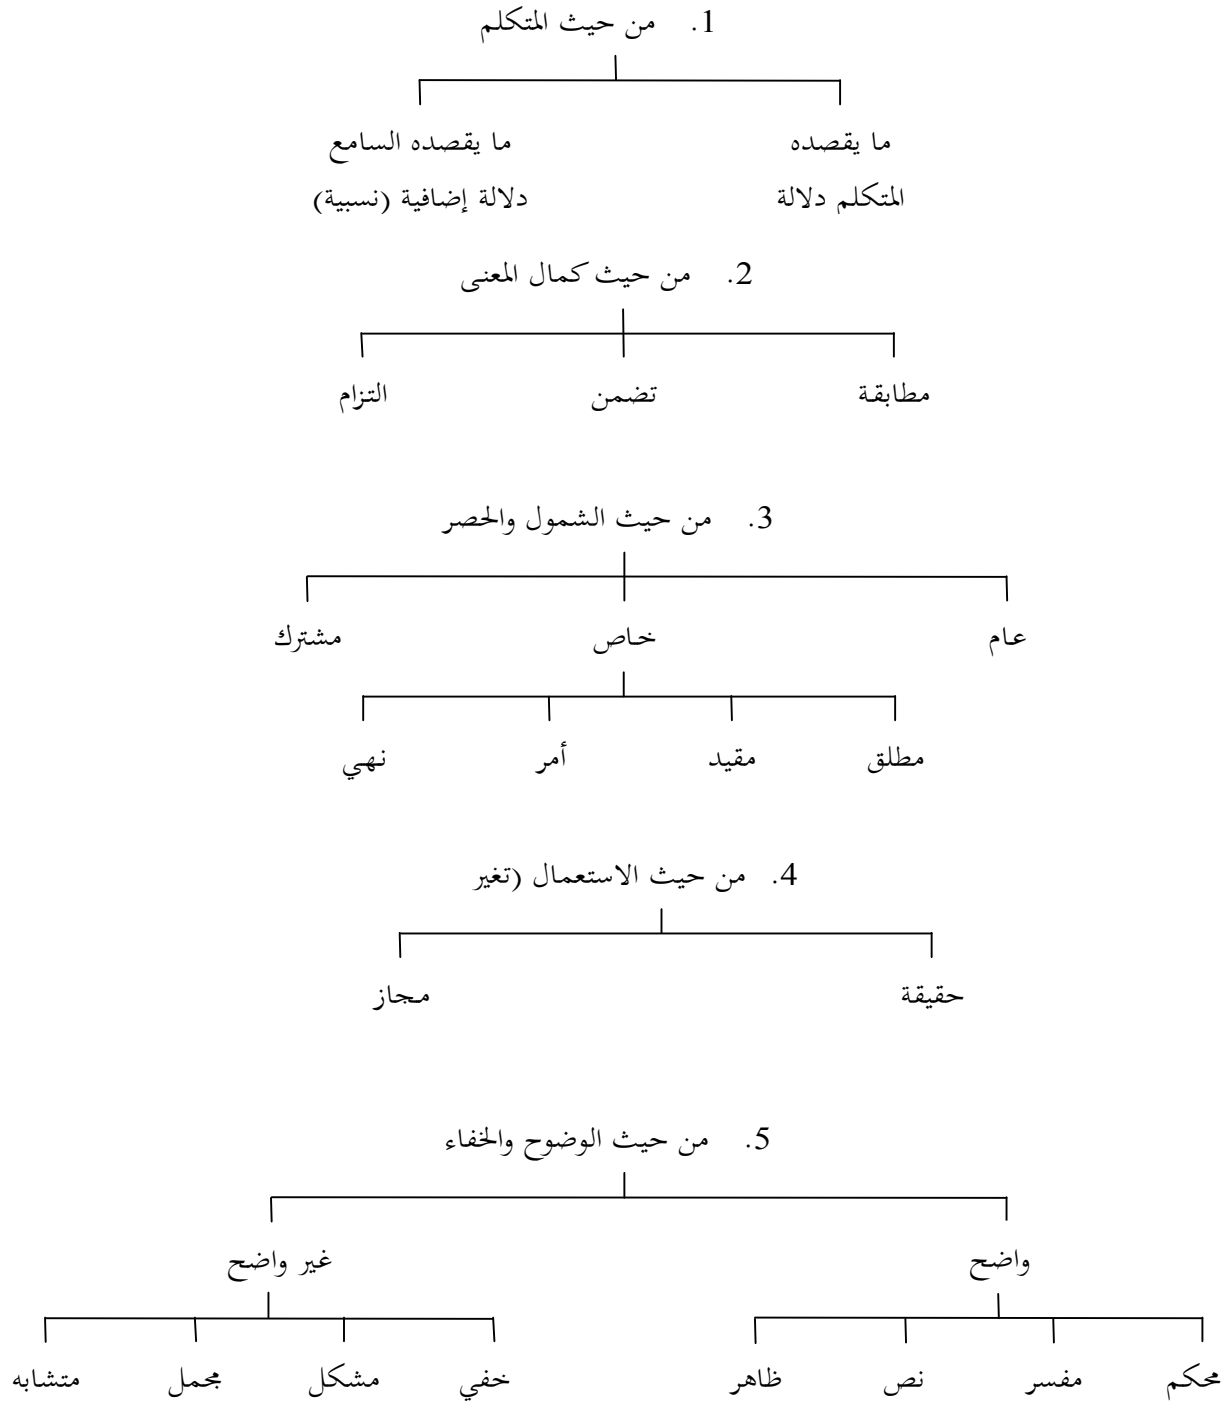 1. من حيث المتكلم
ما يقصده
المتكلم دلالة
ما يقصده السامع
دلالة إضافية (نسبية)
2. من حيث كمال المعنى
مطابقة
تضمن
التزام
3. من حيث الشمول والحصر
عام
خاص
مشترك
مطلق
مقيد
أمر
نهي
4. من حيث الاستعمال (تغير
حقيقة
مجاز
5. من حيث الوضوح والخفاء
واضح
غير واضح
محكم
مفسر
نص
ظاهر
خفي
مشكل
مجمل
متشابه